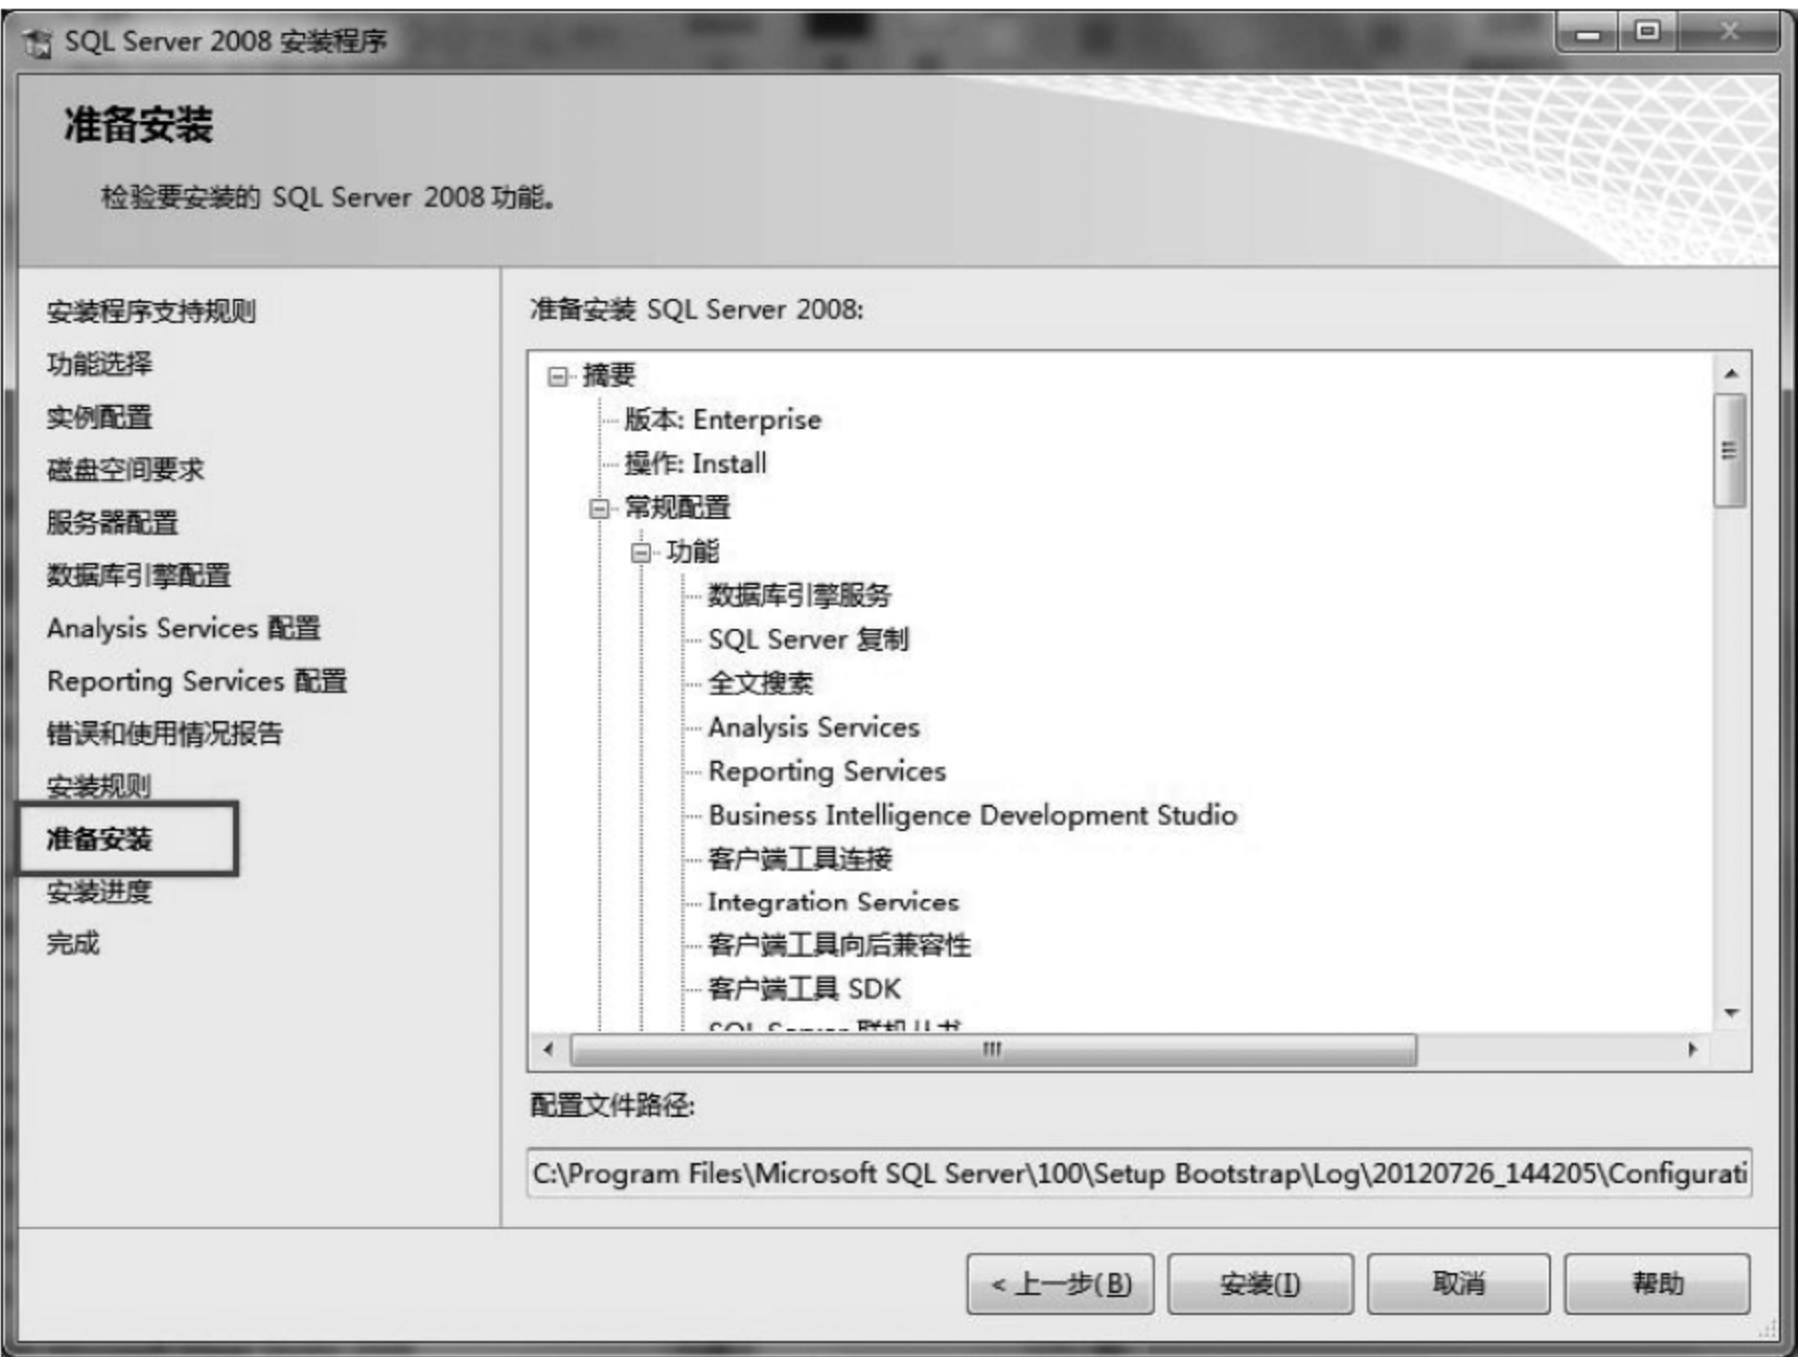 SQL Server 2008 安装程序
准备安装
检验要安装的 SQL Server 2008 功能。
安装程序支持规则
功能选择
实例配置
磁盘空间要求
服务器配置
数据库引擎配置
Analysis Services 配置
Reporting Services 配置
错误和使用情况报告
安装规则
准备安装
安装进度
完成
准备安装 SQL Server 2008:
摘要
版本: Enterprise
操作: Install
常规配置
功能
数据库引擎服务
SQL Server 复制
全文搜索
Analysis Services
Reporting Services
Business Intelligence Development Studio
客户端工具连接
Integration Services
客户端工具向后兼容性
客户端工具 SDK
SQL Server 联机丛书
配置文件路径:
C:\Program Files\Microsoft SQL Server\100\Setup Bootstrap\Log\20120726_144205\Configurati
< 上一步(B)
安装(I)
取消
帮助